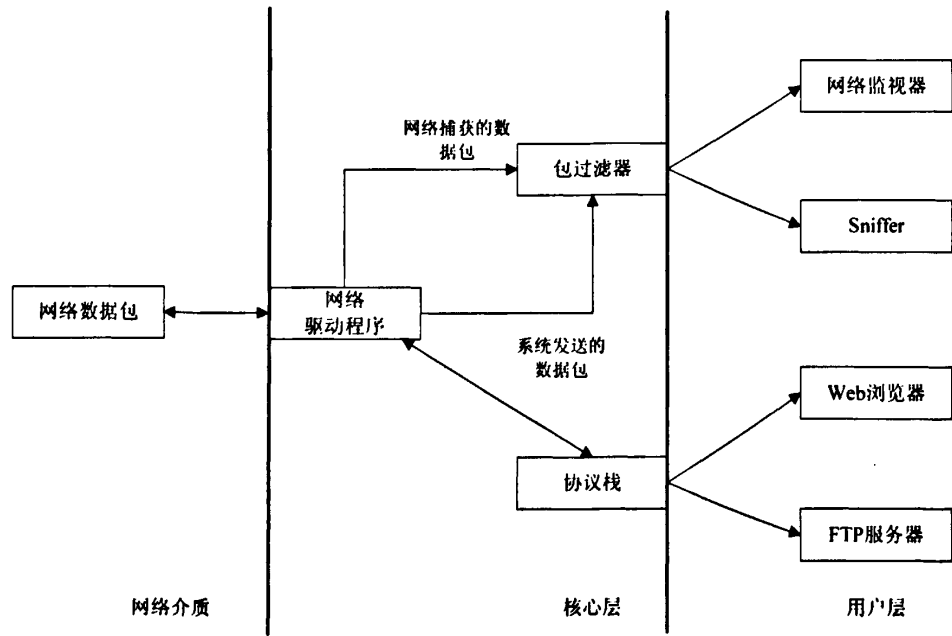 网络监视器
网络捕获的数
据包
包过滤器
Sniffer
网络数据包
网络
驱动程序
系统发送的
数据包
Web浏览器
协议栈
FTP服务器
网络介质
核心层
用户层